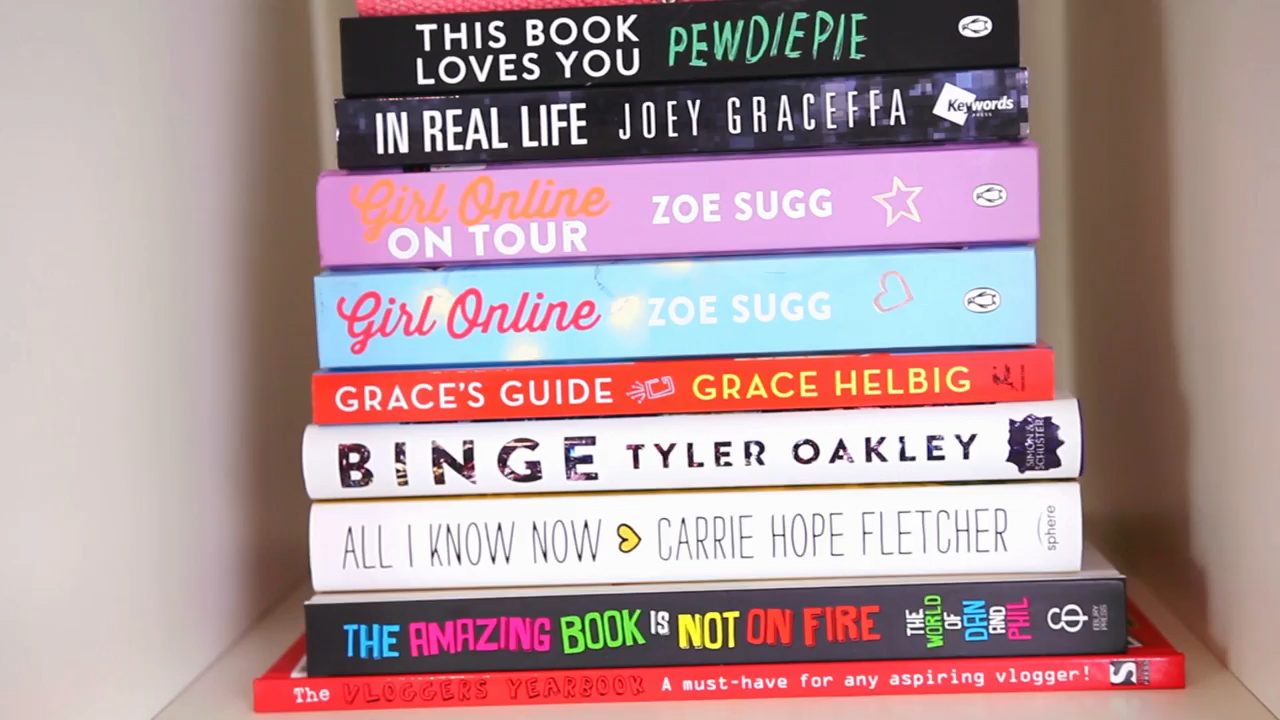 THIS BOOK
LOVES YOU
PEWDIEPIE
IN REAL LIFE JOEY GRACEFFA Keywords
PRESS
Girl Online
ON TOUR
ZOE SUGG
Girl Online ZOE SUGG
GRACE'S GUIDE GRACE HELBIG
BINGE TYLER OAKLEY SIMON & SCHUSTER
ALL I KNOW NOW CARRIE HOPE FLETCHER sphere
THE AMAZING BOOK IS NOT ON FIRE THE WORLD OF DAN AND PHIL EBURY PRESS
The VLOGGERS YEARBOOK A must-have for any aspiring vlogger!